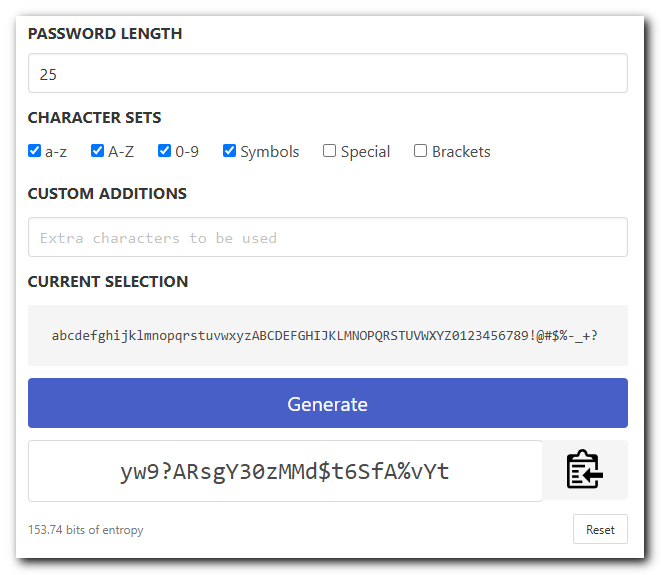 PASSWORD LENGTH
25
CHARACTER SETS
a-z A-Z 0-9 Symbols Special Brackets
CUSTOM ADDITIONS
Extra characters to be used
CURRENT SELECTION
abcdefghijklmnopqrstuvwxyzABCDEFGHIJKLMNOPQRSTUVWXYZ0123456789!@#$%-_+?
Generate
yw9?ARsgY30zMMd$t6SfA%vYt
153.74 bits of entropy Reset